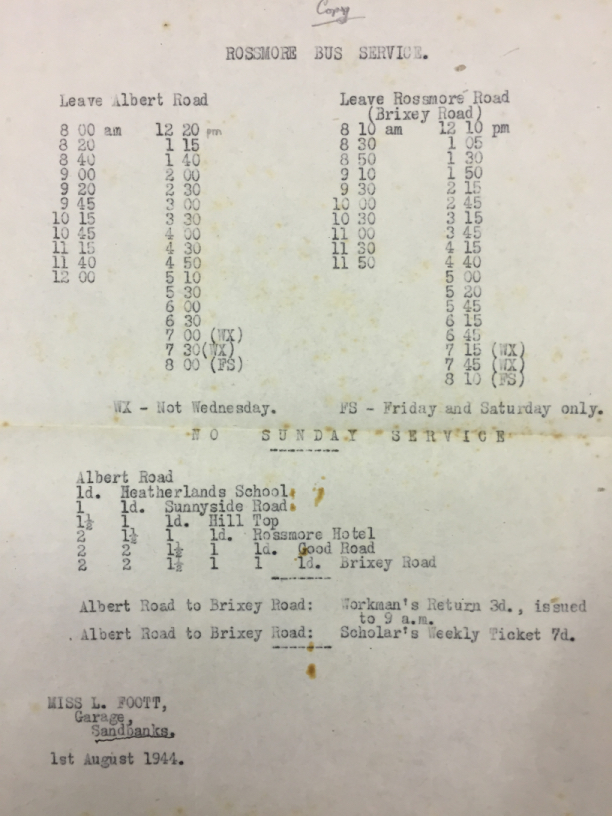 Copy
ROSSMORE BUS SERVICE.
Leave Albert Road Leave Rossmore Road
(Brixey Road)
8 00 am 12 20 pm 8 10 am 12 10 pm
8 20 1 15 8 30 1 05
8 40 1 40 8 50 1 30
9 00 2 00 9 10 1 50
9 20 2 30 9 30 2 15
9 45 3 00 10 00 2 45
10 15 3 30 10 30 3 15
10 45 4 00 11 00 3 45
11 15 4 30 11 30 4 15
11 40 4 50 11 50 4 40
12 00 5 10 5 00
5 30 5 20
6 00 5 45
6 30 6 15
7 00 (WX) 6 45
7 30(WX) 7 15 (WX)
8 00 (FS) 7 45 (WX)
8 10 (FS)
WX - Not Wednesday. FS - Friday and Saturday only.
NO SUNDAY SERVICE
Albert Road
1d. Heatherlands School.
1 1d. Sunnyside Road.
1½ 1 1d. Hill Top
2 1½ 1 1d. Rossmore Hotel
2 2 1½ 1 1d. Good Road
2 2 1½ 1 1 1d. Brixey Road
Albert Road to Brixey Road: Workman's Return 3d., issued
to 9 a.m.
Albert Road to Brixey Road: Scholar's Weekly Ticket 7d.
MISS L. FOOTT,
Garage,
Sandbanks.
1st August 1944.